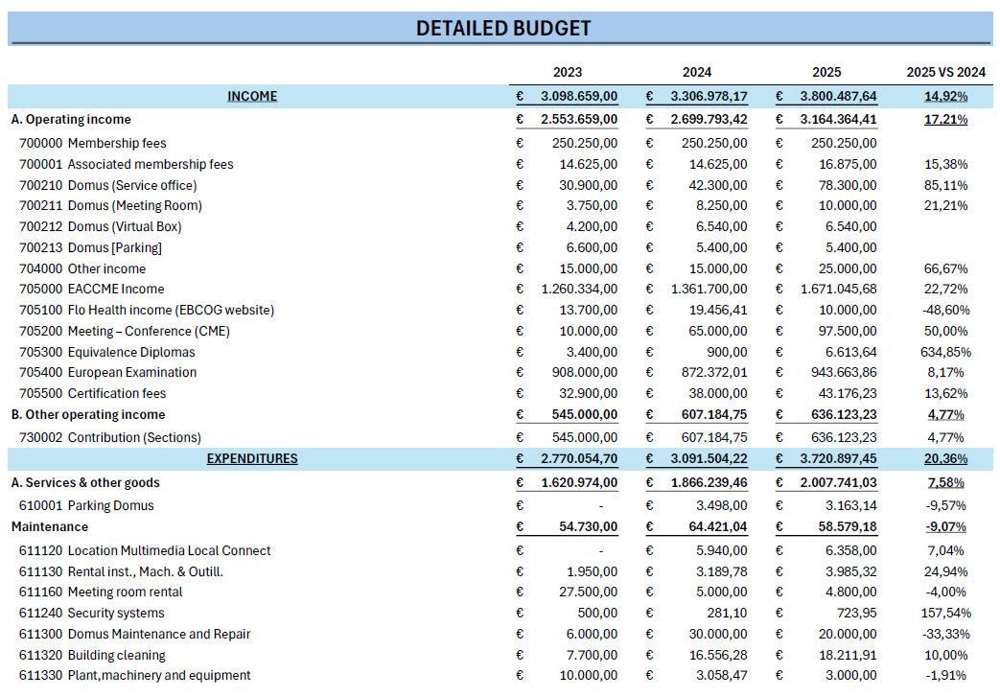 DETAILED BUDGET
2023 2024 2025 2025 VS 2024
INCOME € 3.098.659,00 € 3.306.978,17 € 3.800.487,64 14,92%
A. Operating income € 2.553.659,00 € 2.699.793,42 € 3.164.364,41 17,21%
700000 Membership fees € 250.250,00 € 250.250,00 € 250.250,00
700001 Associated membership fees € 14.625,00 € 14.625,00 € 16.875,00 15,38%
700210 Domus (Service office) € 30.900,00 € 42.300,00 € 78.300,00 85,11%
700211 Domus (Meeting Room) € 3.750,00 € 8.250,00 € 10.000,00 21,21%
700212 Domus (Virtual Box) € 4.200,00 € 6.540,00 € 6.540,00
700213 Domus [Parking] € 6.600,00 € 5.400,00 € 5.400,00
704000 Other income € 15.000,00 € 15.000,00 € 25.000,00 66,67%
705000 EACCME Income € 1.260.334,00 € 1.361.700,00 € 1.671.045,68 22,72%
705100 Flo Health income (EBCOG website) € 13.700,00 € 19.456,41 € 10.000,00 -48,60%
705200 Meeting – Conference (CME) € 10.000,00 € 65.000,00 € 97.500,00 50,00%
705300 Equivalence Diplomas € 3.400,00 € 900,00 € 6.613,64 634,85%
705400 European Examination € 908.000,00 € 872.372,01 € 943.663,86 8,17%
705500 Certification fees € 32.900,00 € 38.000,00 € 43.176,23 13,62%
B. Other operating income € 545.000,00 € 607.184,75 € 636.123,23 4,77%
730002 Contribution (Sections) € 545.000,00 € 607.184,75 € 636.123,23 4,77%
EXPENDITURES € 2.770.054,70 € 3.091.504,22 € 3.720.897,45 20,36%
A. Services & other goods € 1.620.974,00 € 1.866.239,46 € 2.007.741,03 7,58%
610001 Parking Domus € - € 3.498,00 € 3.163,14 -9,57%
Maintenance € 54.730,00 € 64.421,04 € 58.579,18 -9,07%
611120 Location Multimedia Local Connect € - € 5.940,00 € 6.358,00 7,04%
611130 Rental inst., Mach. & Outill. € 1.950,00 € 3.189,78 € 3.985,32 24,94%
611160 Meeting room rental € 27.500,00 € 5.000,00 € 4.800,00 -4,00%
611240 Security systems € 500,00 € 281,10 € 723,95 157,54%
611300 Domus Maintenance and Repair € 6.000,00 € 30.000,00 € 20.000,00 -33,33%
611320 Building cleaning € 7.700,00 € 16.556,28 € 18.211,91 10,00%
611330 Plant,machinery and equipment € 10.000,00 € 3.058,47 € 3.000,00 -1,91%